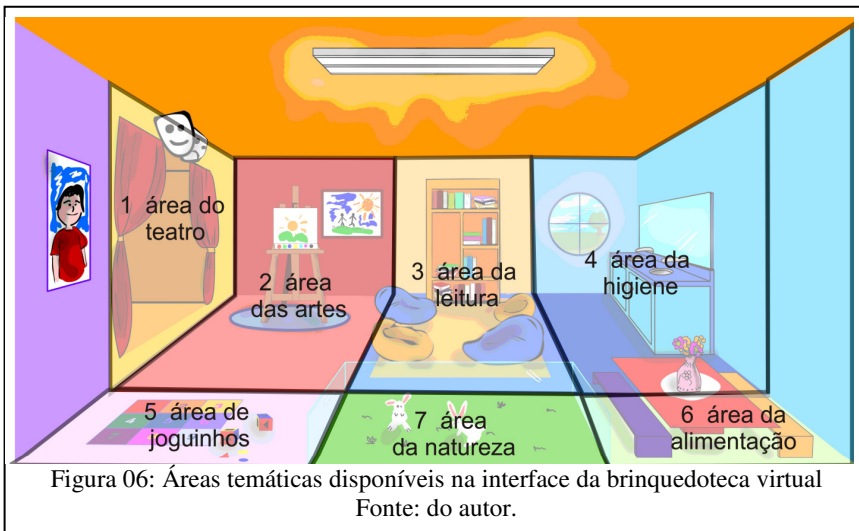 1 área do
teatro
2 área
das artes
3 área da
leitura
4 área da
higiene
5 área de
joguinhos
7 área
da natureza
6 área da
alimentação
Figura 06: Áreas temáticas disponíveis na interface da brinquedoteca virtual
Fonte: do autor.